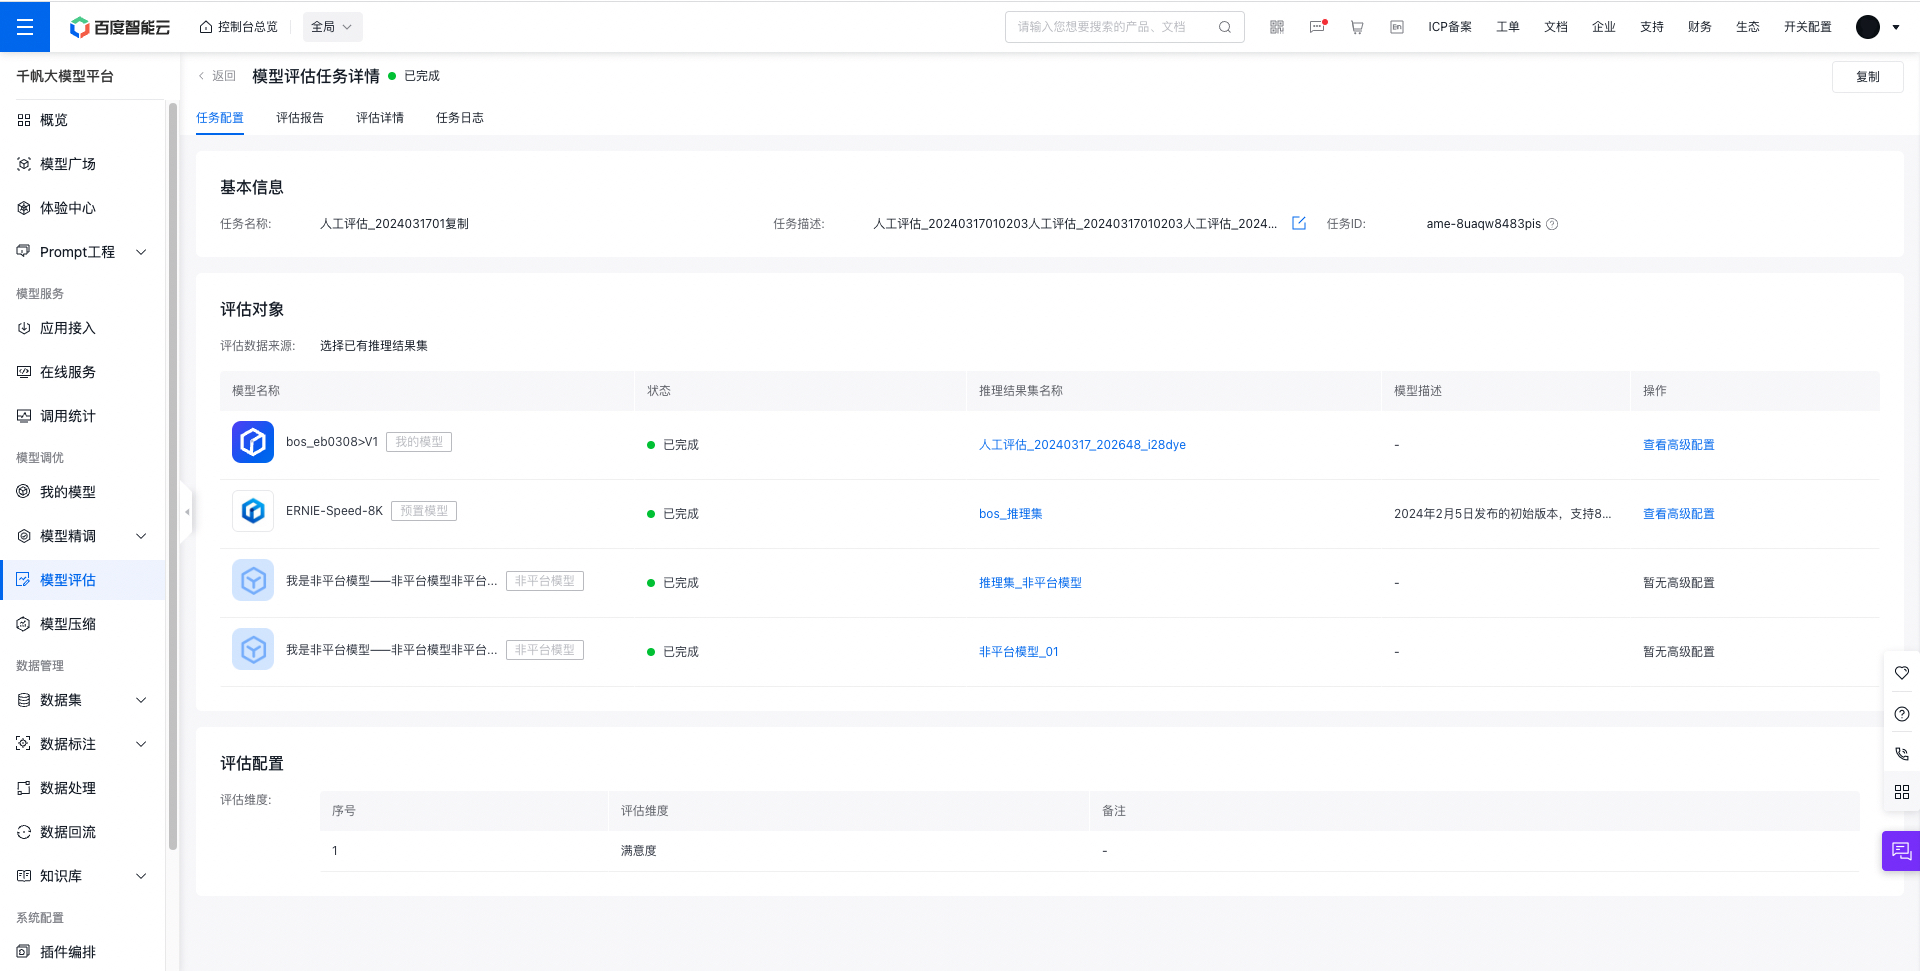 百度智能云
控制台总览
全局
请输入您想要搜索的产品、文档
En
ICP备案
工单
文档
企业
支持
财务
生态
开关配置
千帆大模型平台
概览
模型广场
体验中心
Prompt工程
模型服务
应用接入
在线服务
调用统计
模型调优
我的模型
模型精调
模型评估
模型压缩
数据管理
数据集
数据标注
数据处理
数据回流
知识库
系统配置
插件编排
返回
模型评估任务详情
已完成
复制
任务配置
评估报告
评估详情
任务日志
基本信息
任务名称: 人工评估_2024031701复制
任务描述: 人工评估_20240317010203人工评估_20240317010203人工评估_2024...
任务ID: ame-8uaqw8483pis
评估对象
评估数据来源: 选择已有推理结果集
模型名称 状态 推理结果集名称 模型描述 操作
bos_eb0308>V1 我的模型 已完成 人工评估_20240317_202648_i28dye - 查看高级配置
ERNIE-Speed-8K 预置模型 已完成 bos_推理集 2024年2月5日发布的初始版本，支持8... 查看高级配置
我是非平台模型——非平台模型非平台... 非平台模型 已完成 推理集_非平台模型 - 暂无高级配置
我是非平台模型——非平台模型非平台... 非平台模型 已完成 非平台模型_01 - 暂无高级配置
评估配置
评估维度:
序号 评估维度 备注
1 满意度 -